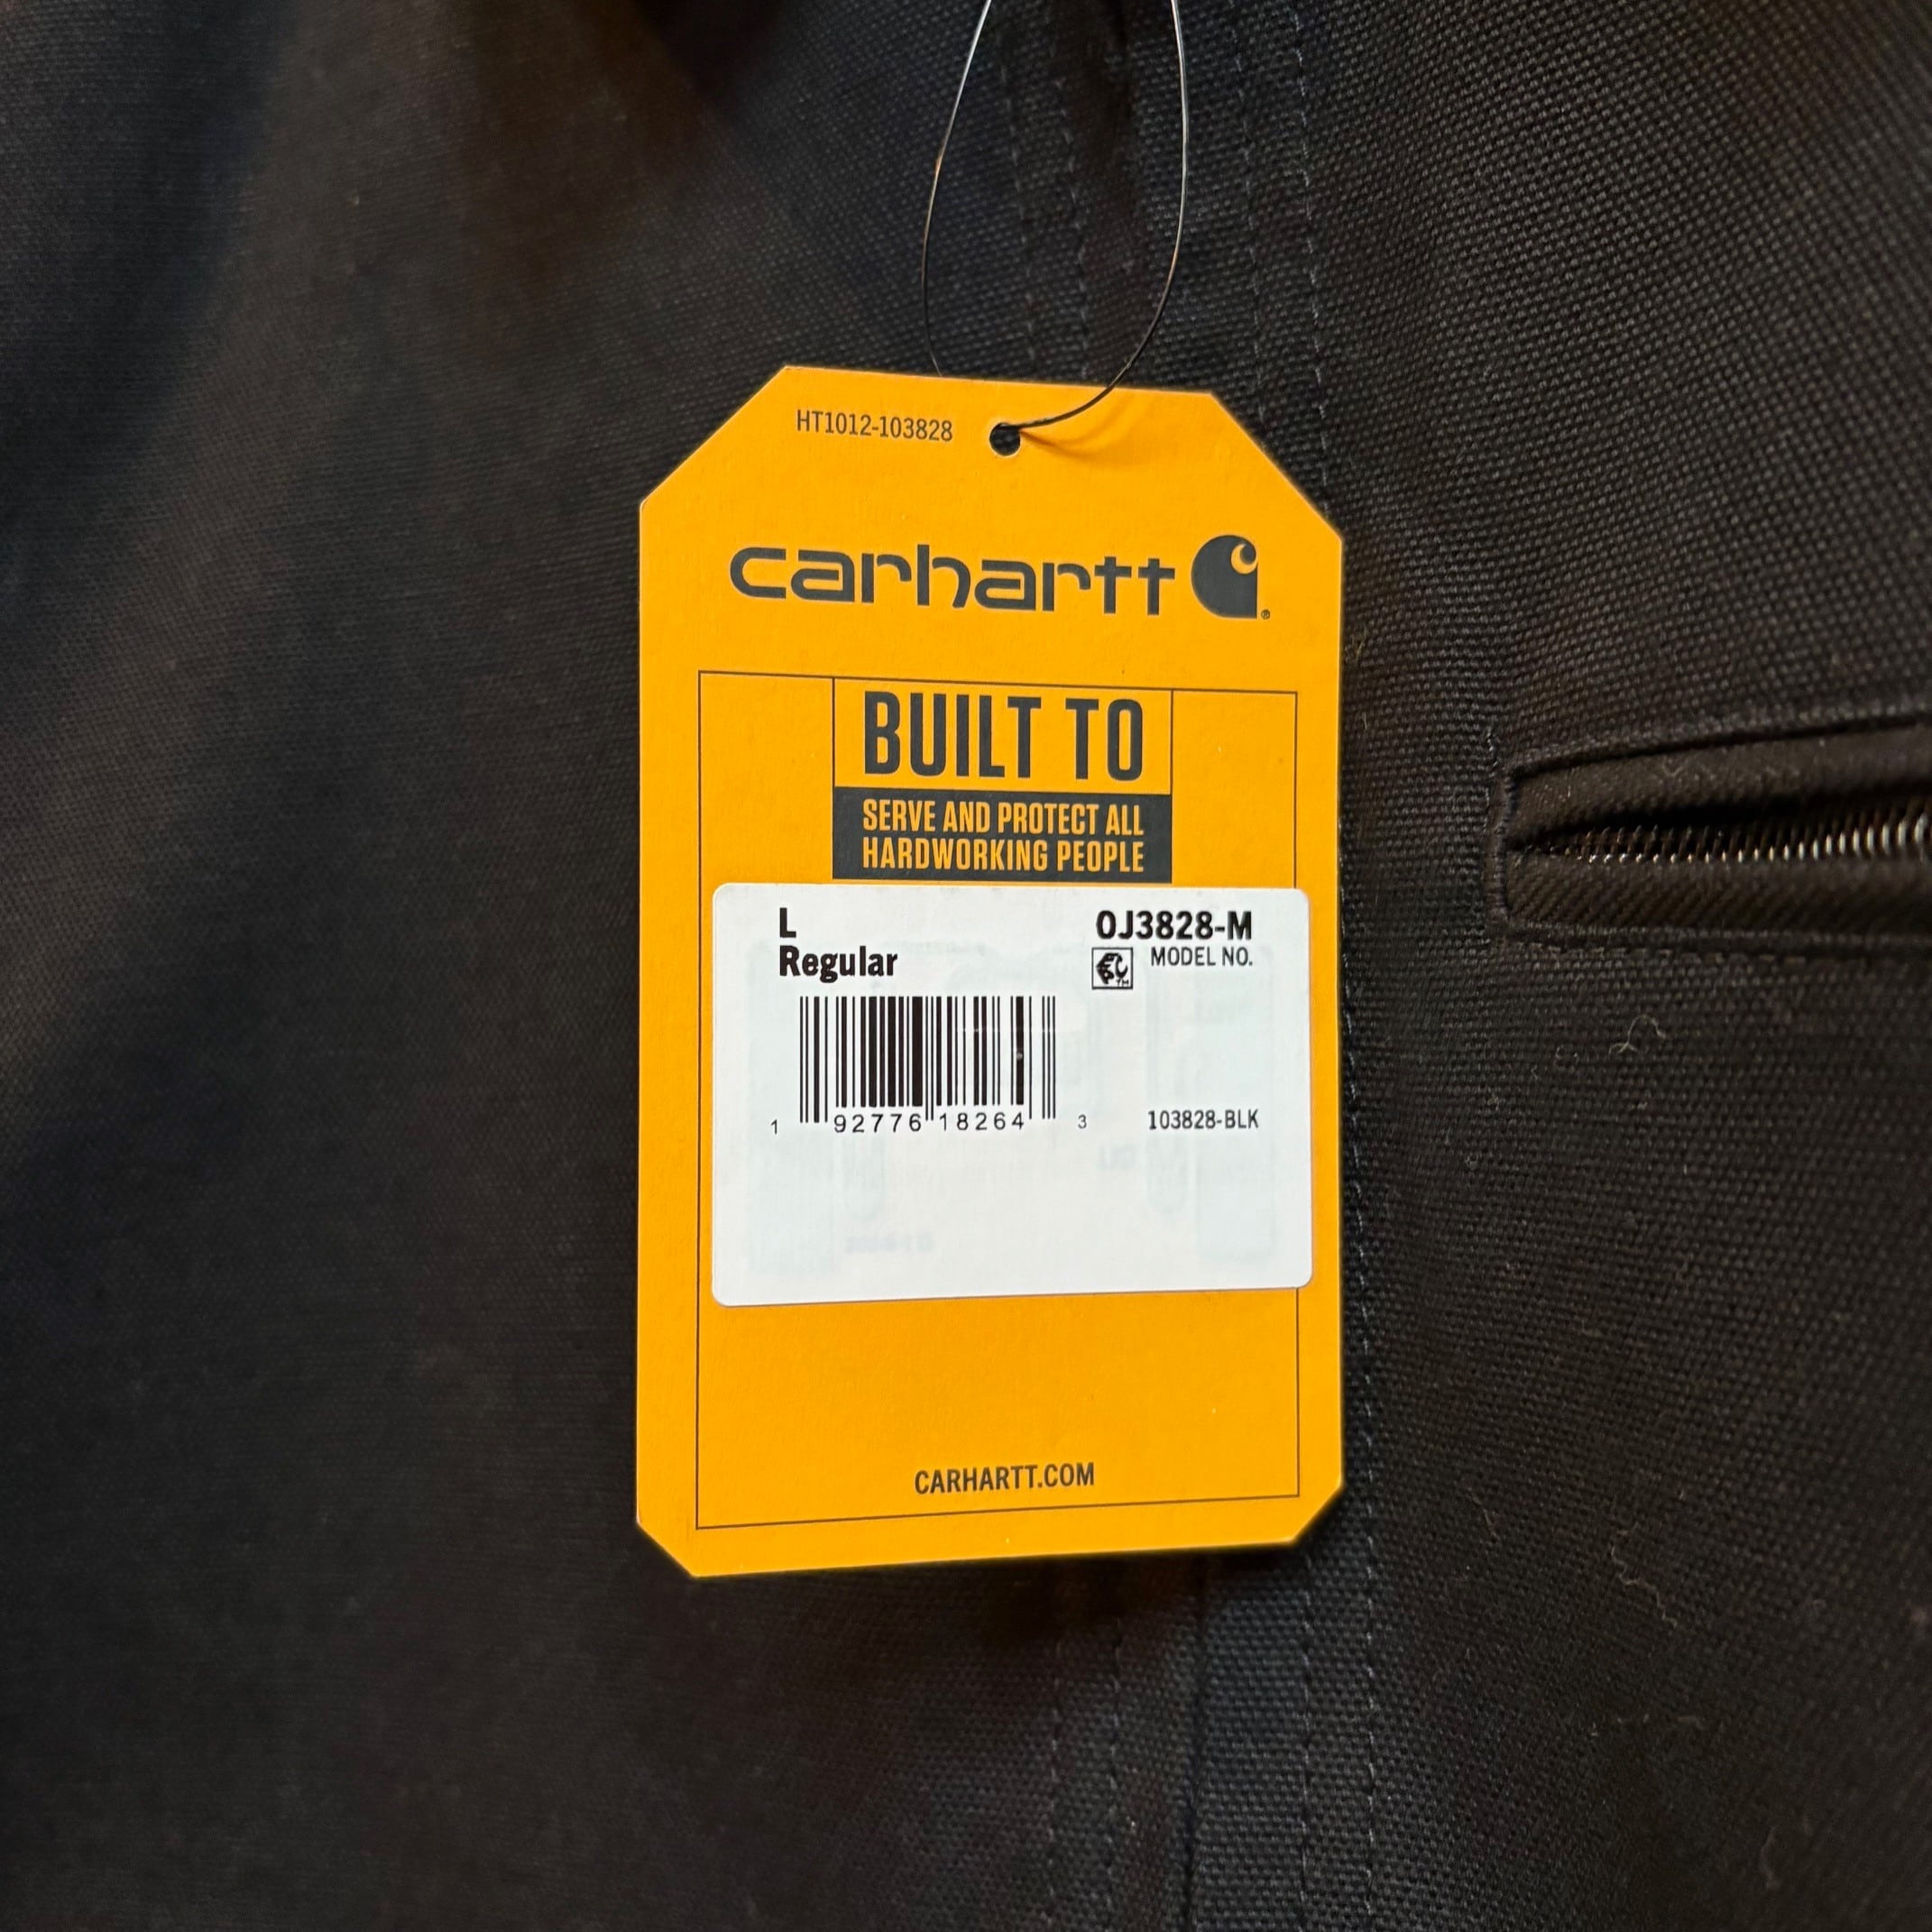 HT1012-103828
carhartt
BUILT TO
SERVE AND PROTECT ALL
HARDWORKING PEOPLE
L
Regular
OJ3828-M
MODEL NO.
1 92776 18264 3
103828-BLK
CARHARTT.COM